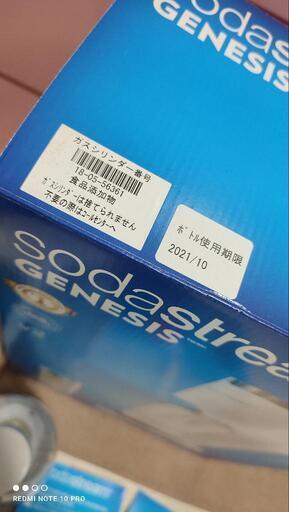 sodastrea
GENESIS
ガスシリンダー番号
18-05-56361
食品添加物
ガスシリンダーは捨てられません
不要の際はコールセンターへ
ボトル使用期限
2021/10
sodastrea
GENESIS
sodastream
REDMI NOTE 10 PRO